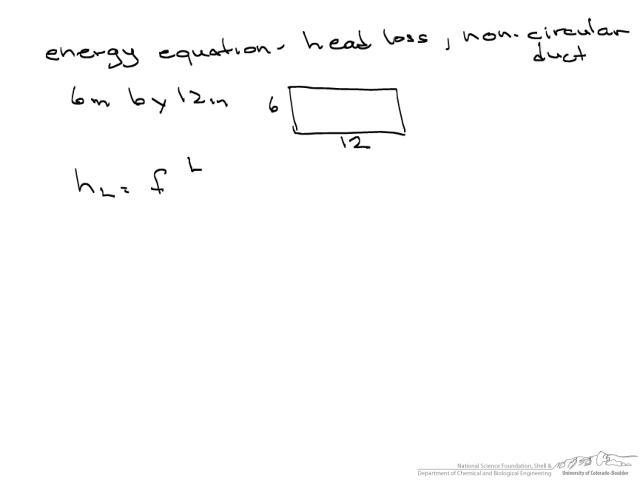 energy equation - head loss, non-circular
duct
6in by 12in
6
12
hL = f L
National Science Foundation, Shell &
Department of Chemical and Biological Engineering
University of Colorado-Boulder